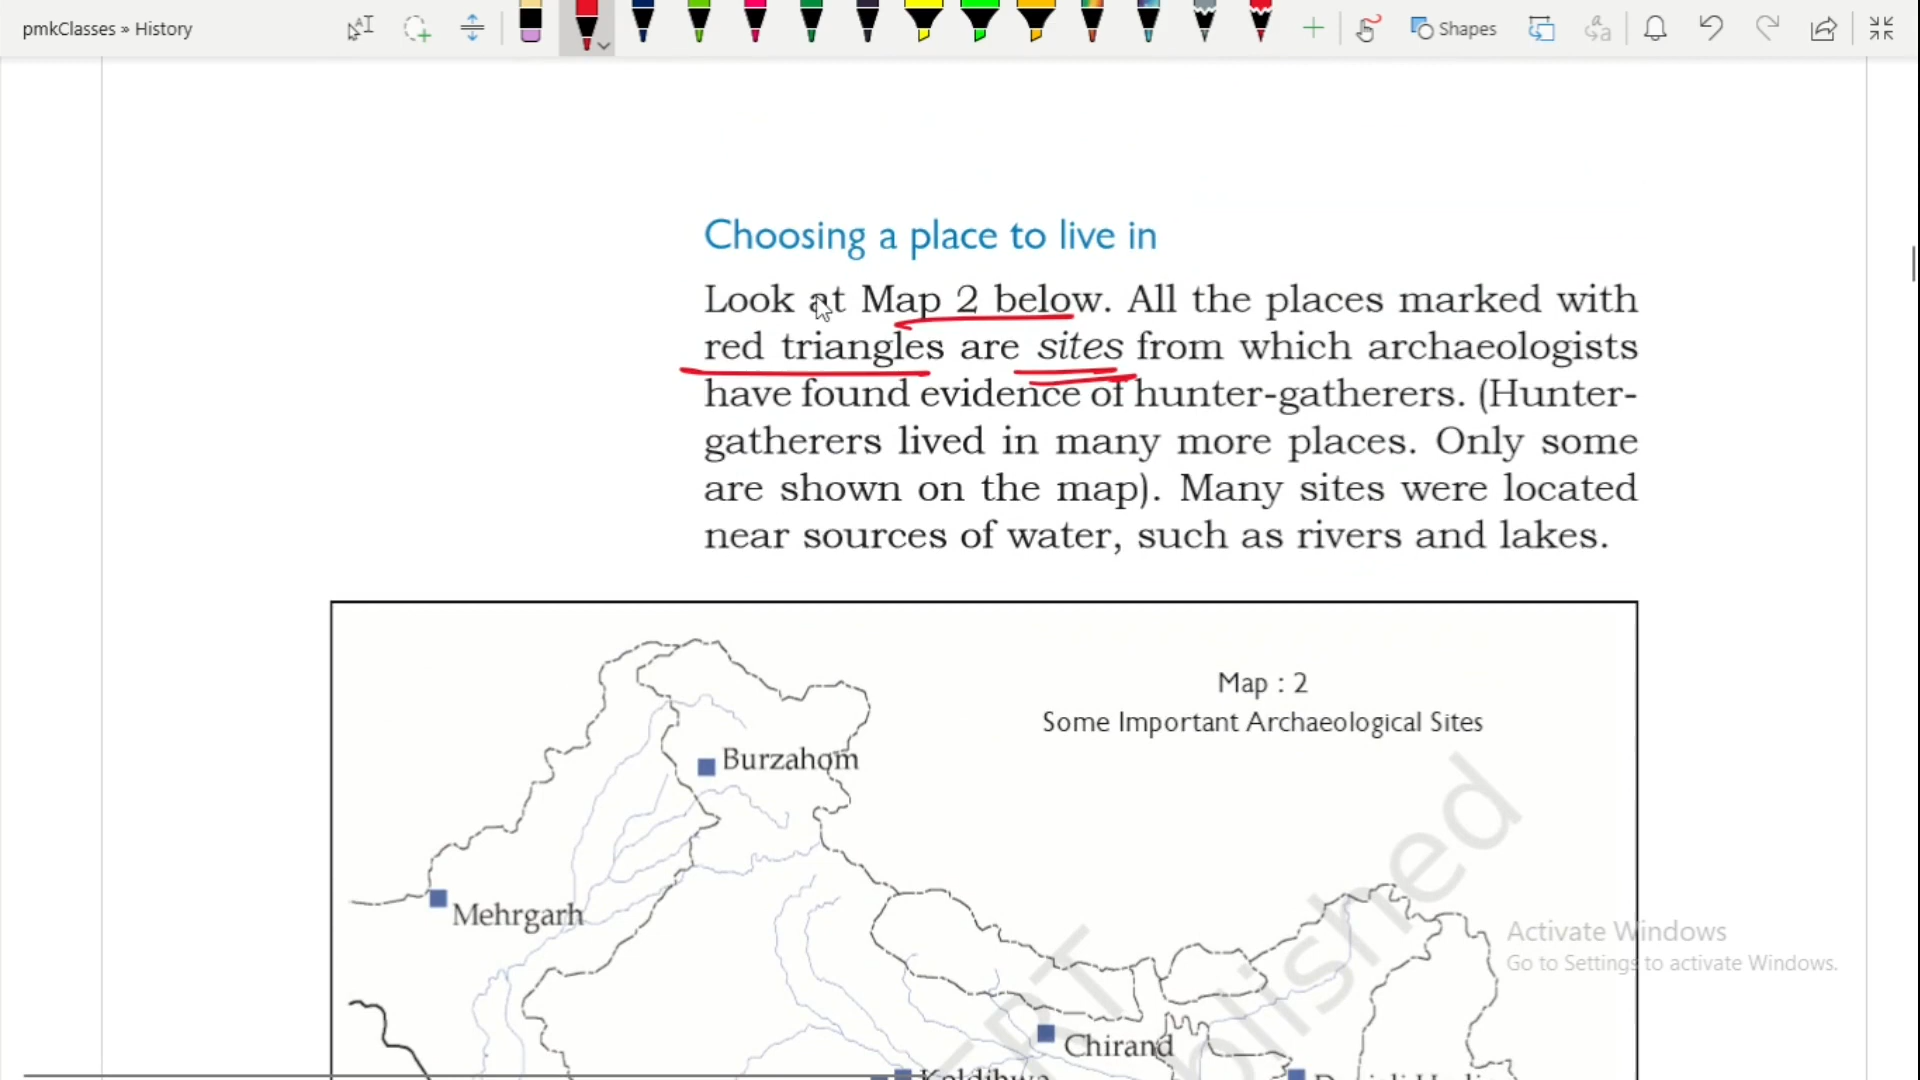 pmkClasses » History
Shapes
Choosing a place to live in
Look at Map 2 below. All the places marked with
red triangles are sites from which archaeologists
have found evidence of hunter-gatherers. (Hunter-
gatherers lived in many more places. Only some
are shown on the map). Many sites were located
near sources of water, such as rivers and lakes.
Map : 2
Some Important Archaeological Sites
Burzahom
Mehrgarh
Activate Windows
Go to Settings to activate Windows.
Chirand